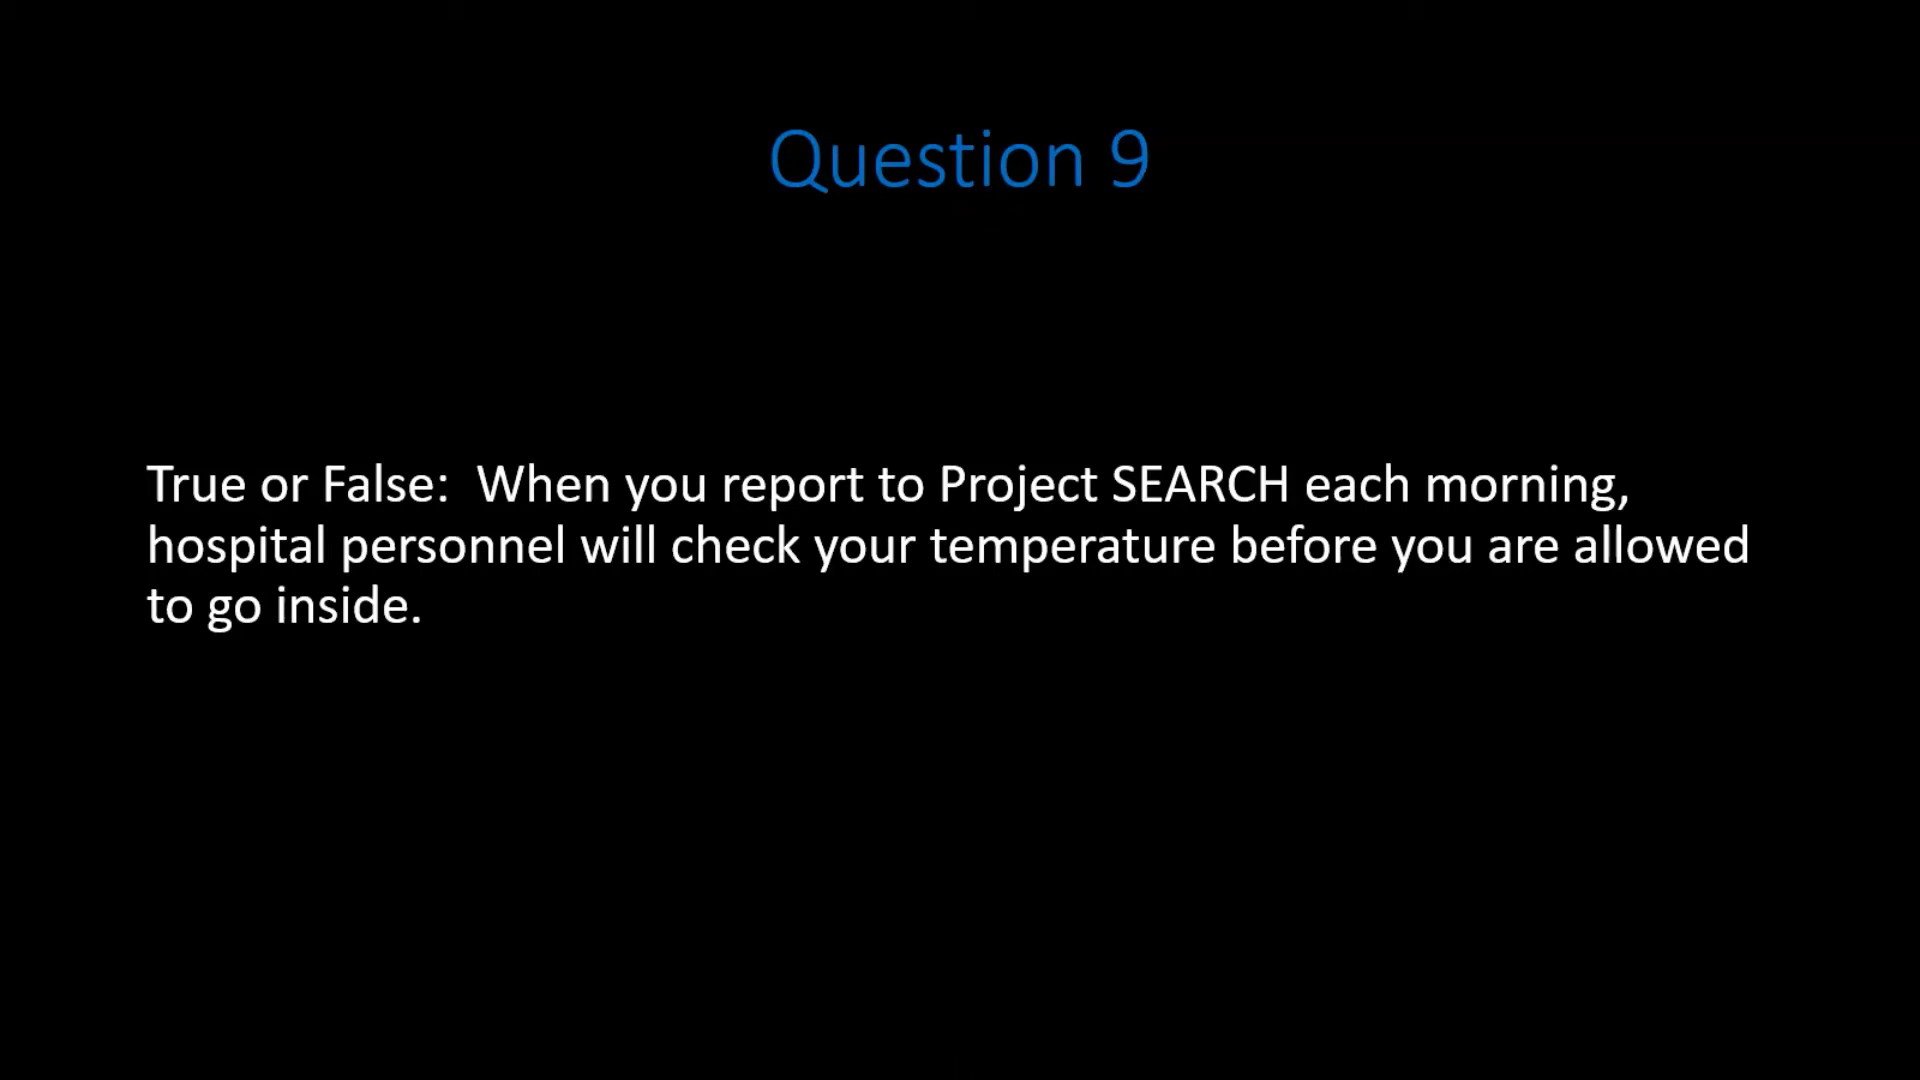 Question 9
True or False:  When you report to Project SEARCH each morning,
hospital personnel will check your temperature before you are allowed
to go inside.